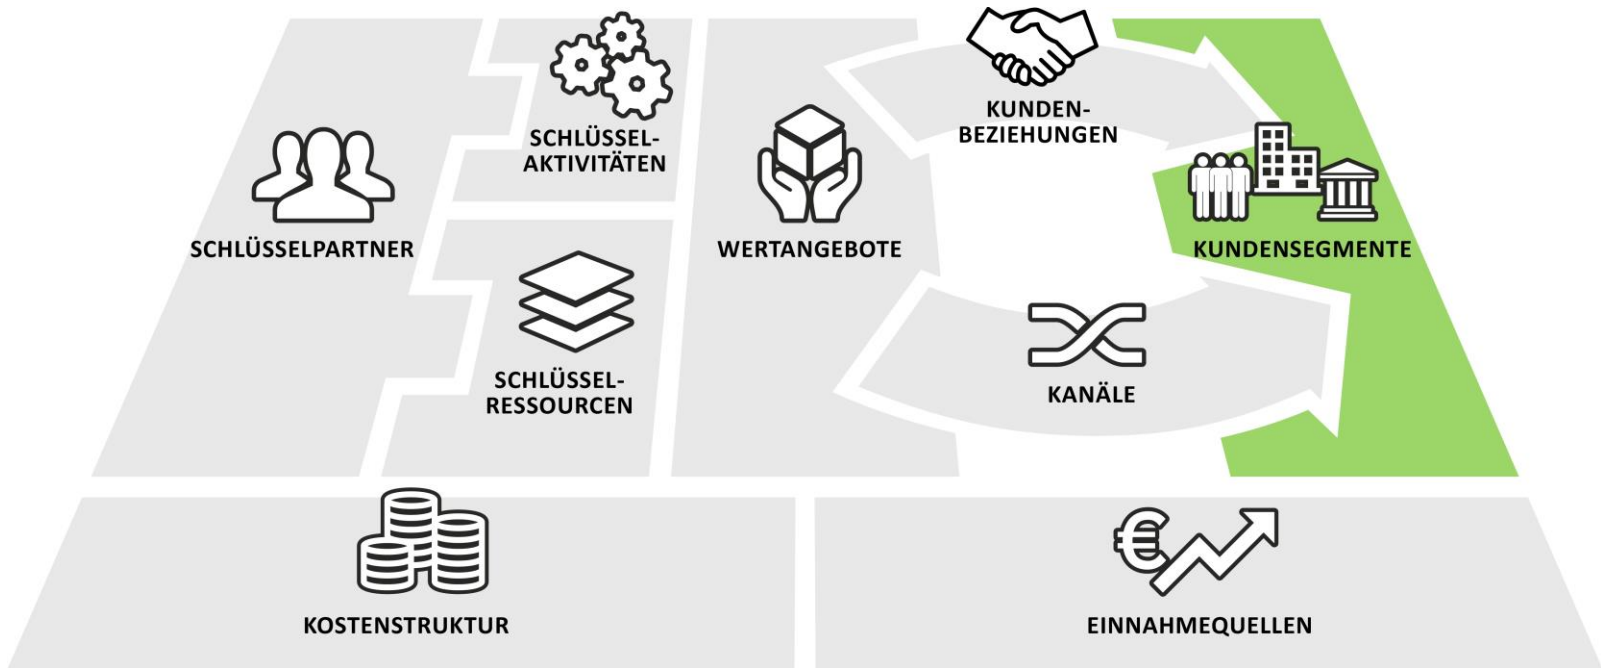 SCHLÜSSELPARTNER
SCHLÜSSEL-
AKTIVITÄTEN
SCHLÜSSEL-
RESSOURCEN
WERTANGEBOTE
KUNDEN-
BEZIEHUNGEN
KANÄLE
KUNDENSEGMENTE
KOSTENSTRUKTUR
€
EINNAHMEQUELLEN